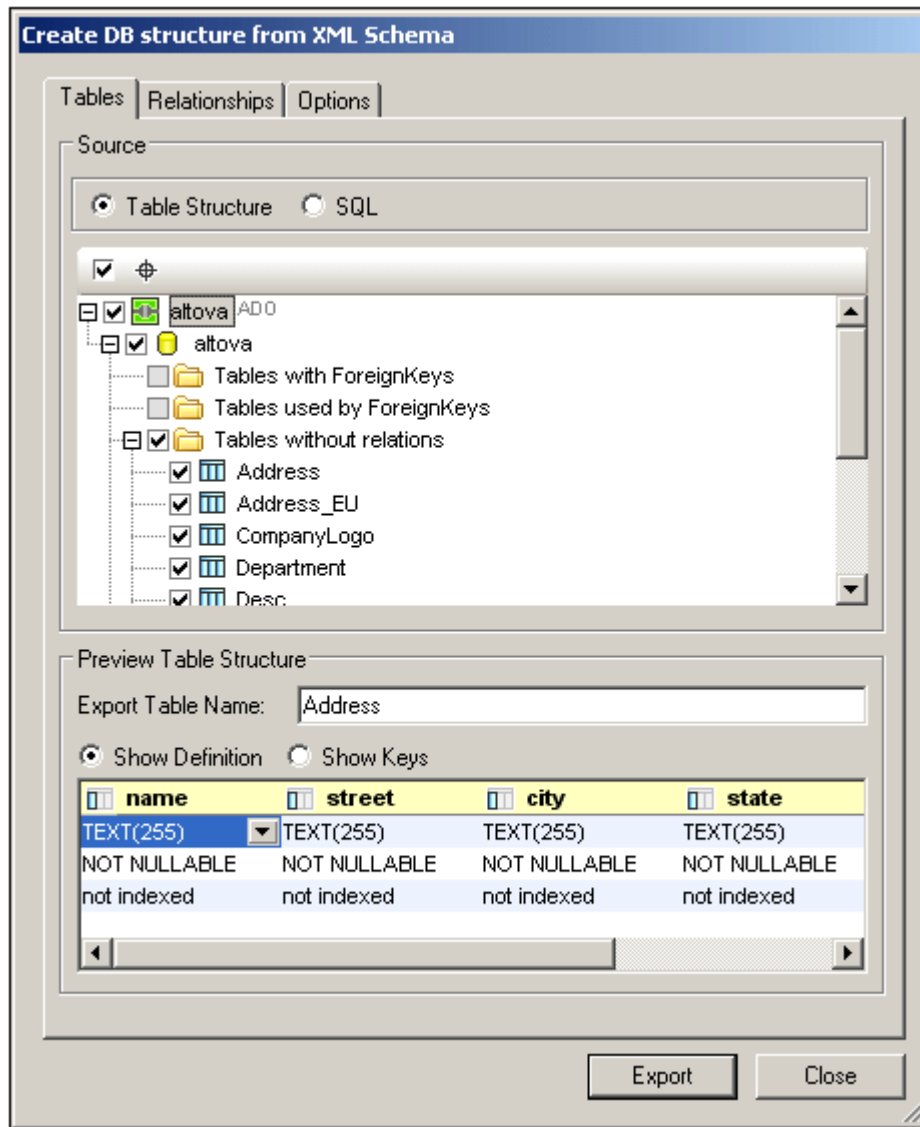 Create DB structure from XML Schema
Tables Relationships Options
Source
Table Structure SQL
altova ADO
altova
Tables with ForeignKeys
Tables used by ForeignKeys
Tables without relations
Address
Address_EU
CompanyLogo
Department
Desc
Preview Table Structure
Export Table Name: Address
Show Definition Show Keys
name street city state
TEXT(255) TEXT(255) TEXT(255) TEXT(255)
NOT NULLABLE NOT NULLABLE NOT NULLABLE NOT NULLABLE
not indexed not indexed not indexed not indexed
Export Close